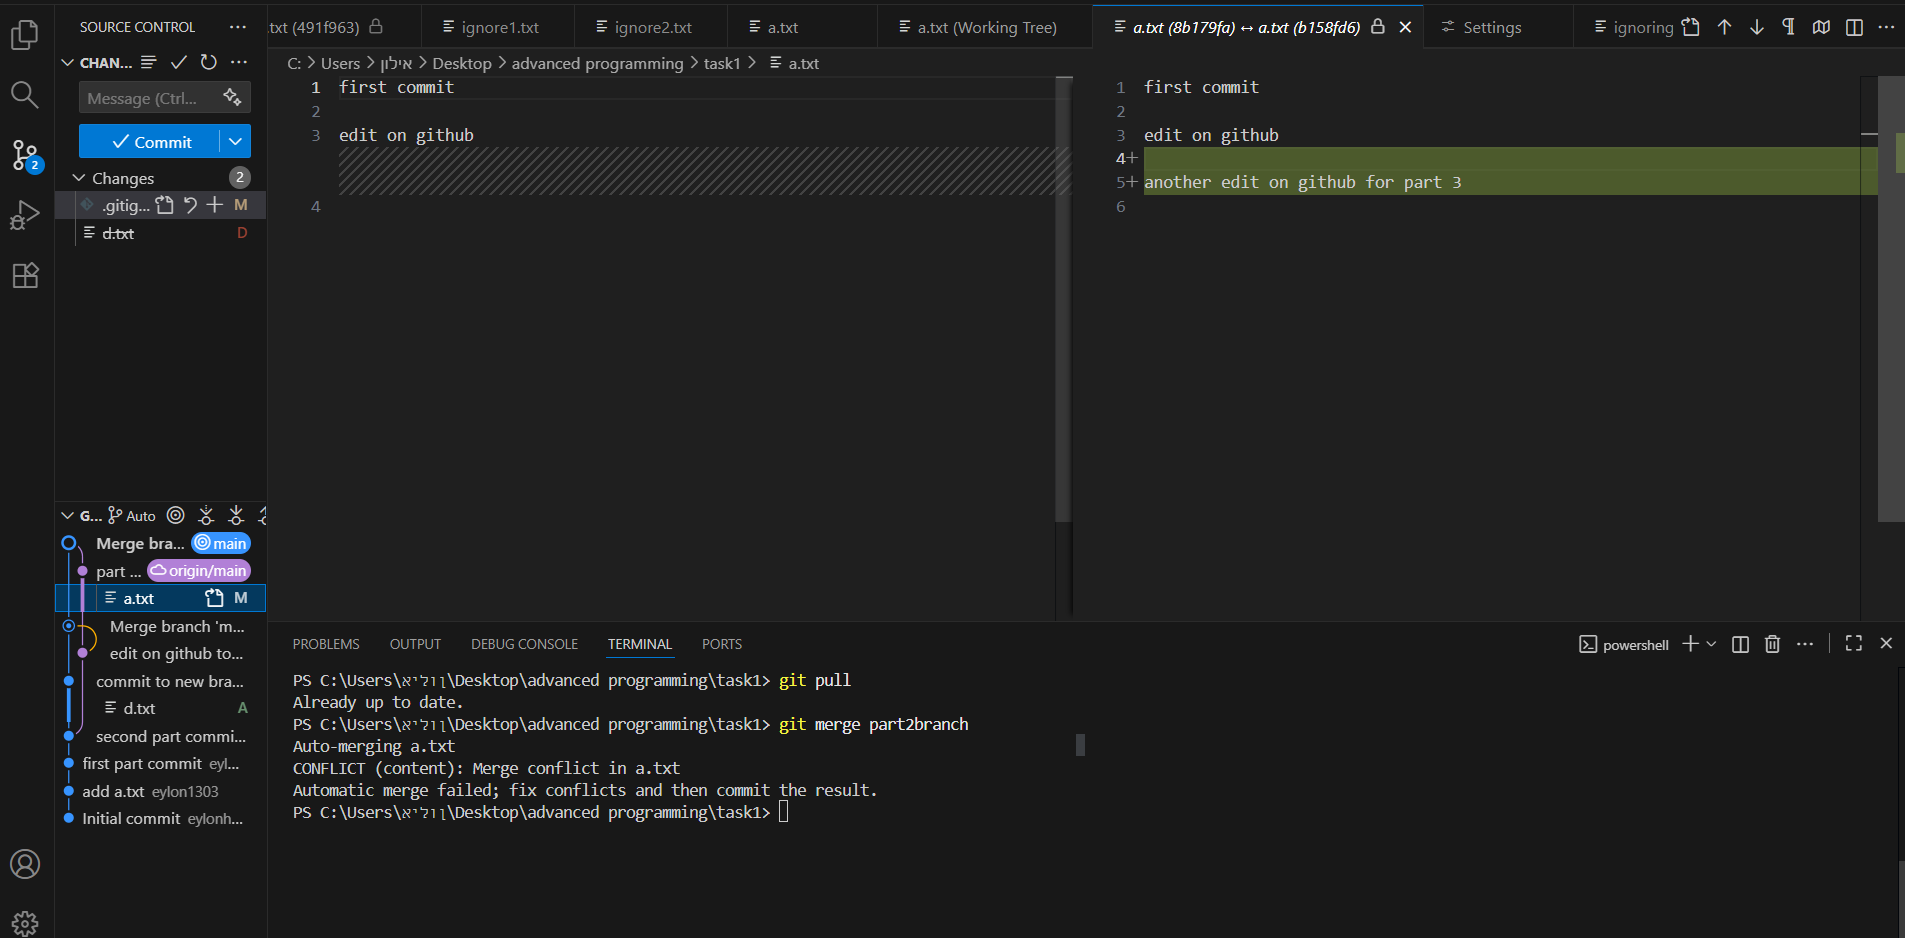 SOURCE CONTROL
.txt (491f963)
ignore1.txt
ignore2.txt
a.txt
a.txt (Working Tree)
a.txt (8b179fa) ↔ a.txt (b158fd6)
Settings
ignoring
CHAN...
Message (Ctrl...
Commit
2
Changes
2
.gitig...
M
d.txt
D
C: > Users > אילון > Desktop > advanced programming > task1 > a.txt
1 first commit
2
3 edit on github
4
1 first commit
2
3 edit on github
4+
5+ another edit on github for part 3
6
G...
Auto
Merge bra...
main
part ...
origin/main
a.txt
M
Merge branch 'm...
edit on github to...
commit to new bra...
d.txt
A
second part commi...
first part commit eyl...
add a.txt eylon1303
Initial commit eylonh...
PROBLEMS
OUTPUT
DEBUG CONSOLE
TERMINAL
PORTS
powershell
PS C:\Users\אילון\Desktop\advanced programming\task1> git pull
Already up to date.
PS C:\Users\אילון\Desktop\advanced programming\task1> git merge part2branch
Auto-merging a.txt
CONFLICT (content): Merge conflict in a.txt
Automatic merge failed; fix conflicts and then commit the result.
PS C:\Users\אילון\Desktop\advanced programming\task1>